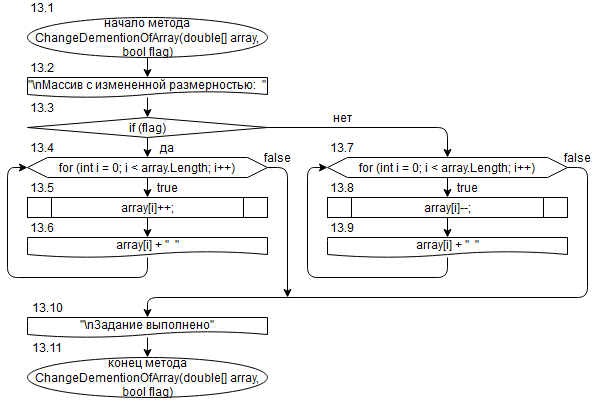 13.1
начало метода
ChangeDementionOfArray(double[] array,
bool flag)
13.2
"\nМассив с измененной размерностью:  "
13.3
if (flag)
нет
да
13.4
for (int i = 0; i < array.Length; i++)
false
true
13.5
array[i]++;
13.6
array[i] + "  "
13.7
for (int i = 0; i < array.Length; i++)
false
true
13.8
array[i]--;
13.9
array[i] + "  "
13.10
"\nЗадание выполнено"
13.11
конец метода
ChangeDementionOfArray(double[] array,
bool flag)